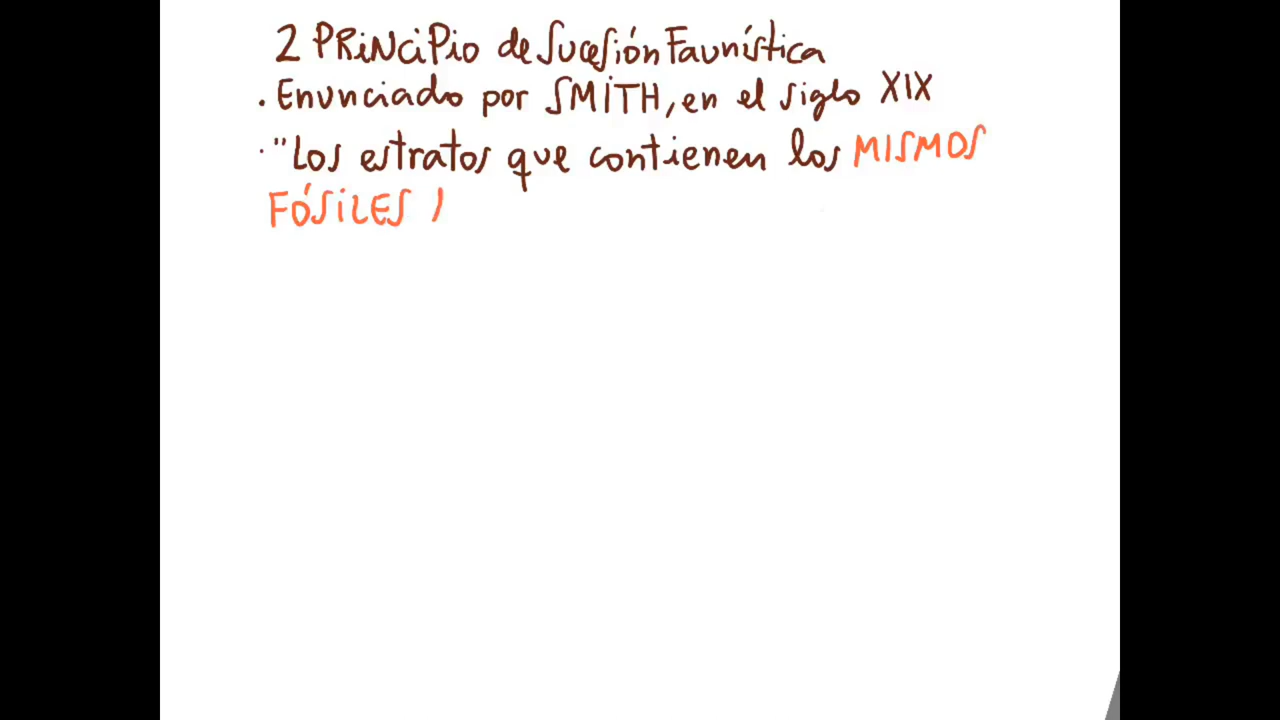 2 PRiNCiPio de Sucesión Faunística
. Enunciado por SMiTH, en el siglo XIX
. "Los estratos que contienen los MISMOS
FÓSiLES